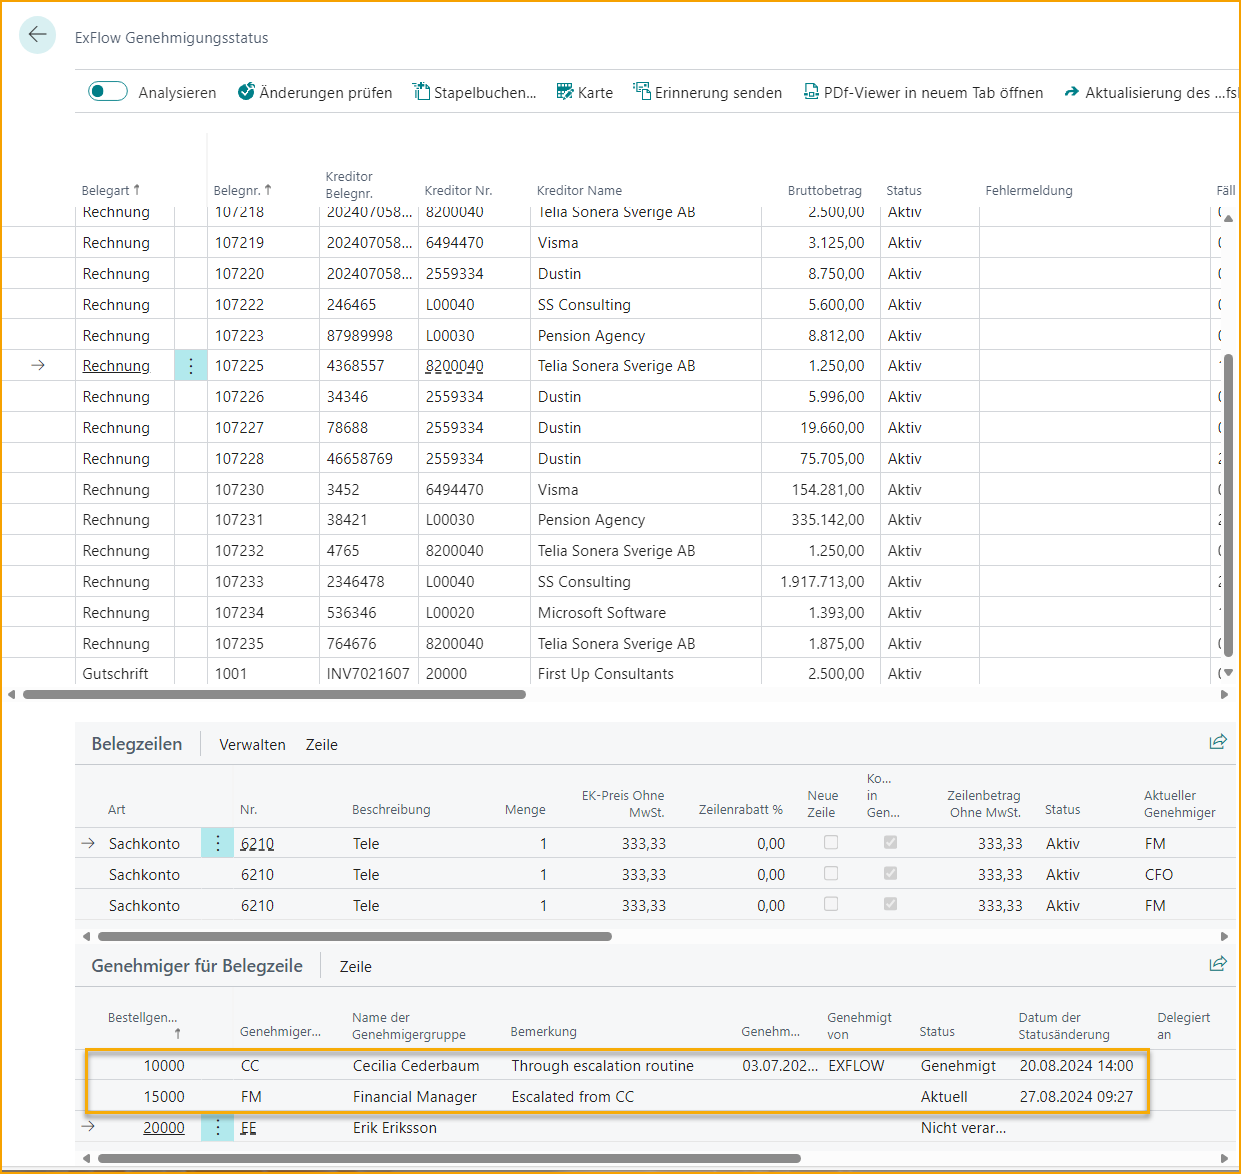 ExFlow Genehmigungsstatus
Analysieren Änderungen prüfen Stapelbuchen... Karte Erinnerung senden PDf-Viewer in neuem Tab öffnen Aktualisierung des ...fsl
Belegart ↑ Belegnr. ↑ Kreditor Belegnr. Kreditor Nr. Kreditor Name Bruttobetrag Status Fehlermeldung Fäll
Rechnung 107218 202407058... 8200040 Telia Sonera Sverige AB 2.500,00 Aktiv
Rechnung 107219 202407058... 6494470 Visma 3.125,00 Aktiv
Rechnung 107220 202407058... 2559334 Dustin 8.750,00 Aktiv
Rechnung 107222 246465 L00040 SS Consulting 5.600,00 Aktiv
Rechnung 107223 87989998 L00030 Pension Agency 8.812,00 Aktiv
Rechnung 107225 4368557 8200040 Telia Sonera Sverige AB 1.250,00 Aktiv
Rechnung 107226 34346 2559334 Dustin 5.996,00 Aktiv
Rechnung 107227 78688 2559334 Dustin 19.660,00 Aktiv
Rechnung 107228 46658769 2559334 Dustin 75.705,00 Aktiv
Rechnung 107230 3452 6494470 Visma 154.281,00 Aktiv
Rechnung 107231 38421 L00030 Pension Agency 335.142,00 Aktiv
Rechnung 107232 4765 8200040 Telia Sonera Sverige AB 1.250,00 Aktiv
Rechnung 107233 2346478 L00040 SS Consulting 1.917.713,00 Aktiv
Rechnung 107234 536346 L00020 Microsoft Software 1.393,00 Aktiv
Rechnung 107235 764676 8200040 Telia Sonera Sverige AB 1.875,00 Aktiv
Gutschrift 1001 INV7021607 20000 First Up Consultants 2.500,00 Aktiv
Belegzeilen Verwalten Zeile
Art Nr. Beschreibung Menge EK-Preis Ohne MwSt. Zeilenrabatt % Neue Zeile Ko... in Gen... Zeilenbetrag Ohne MwSt. Status Aktueller Genehmiger
Sachkonto 6210 Tele 1 333,33 0,00 333,33 Aktiv FM
Sachkonto 6210 Tele 1 333,33 0,00 333,33 Aktiv CFO
Sachkonto 6210 Tele 1 333,33 0,00 333,33 Aktiv FM
Genehmiger für Belegzeile Zeile
Bestellgen... ↑ Genehmiger... Name der Genehmigergruppe Bemerkung Genehm... Genehmigt von Status Datum der Statusänderung Delegiert an
10000 CC Cecilia Cederbaum Through escalation routine 03.07.202... EXFLOW Genehmigt 20.08.2024 14:00
15000 FM Financial Manager Escalated from CC Aktuell 27.08.2024 09:27
20000 EE Erik Eriksson Nicht verar...